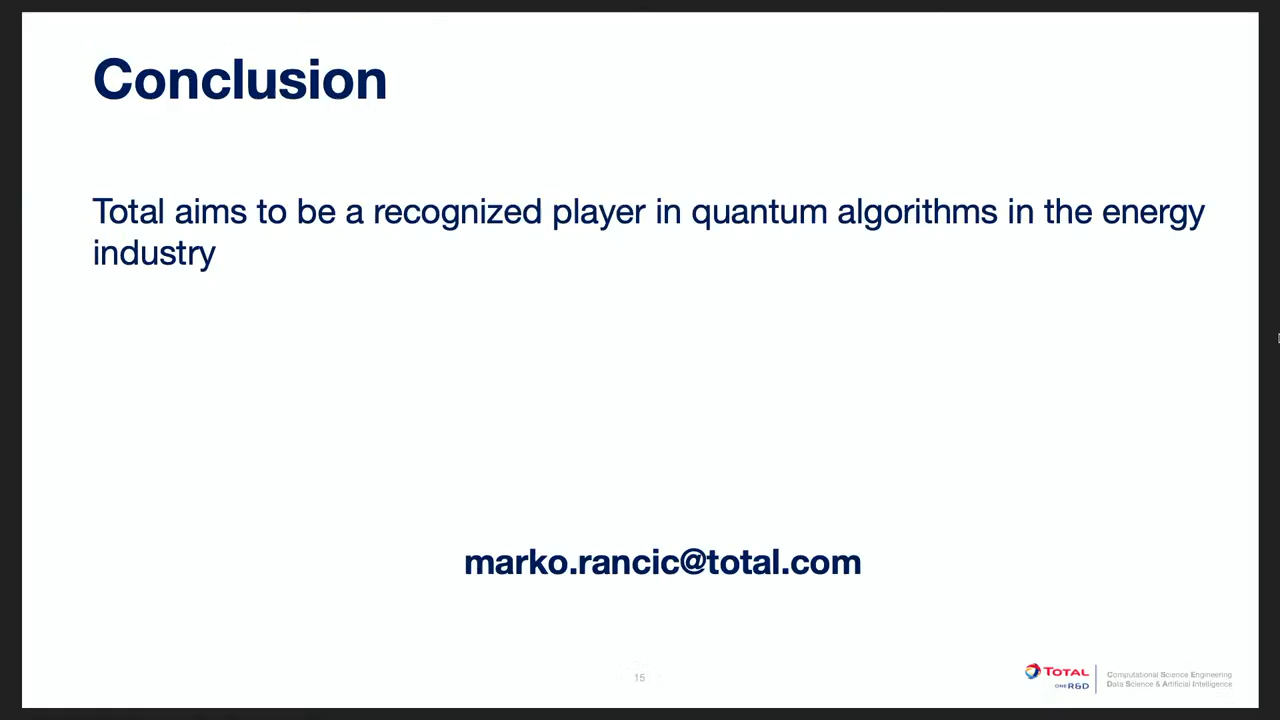 Conclusion
Total aims to be a recognized player in quantum algorithms in the energy
industry
marko.rancic@total.com
15
TOTAL
ONE R&D
Computational Science Engineering
Data Science & Artificial Intelligence